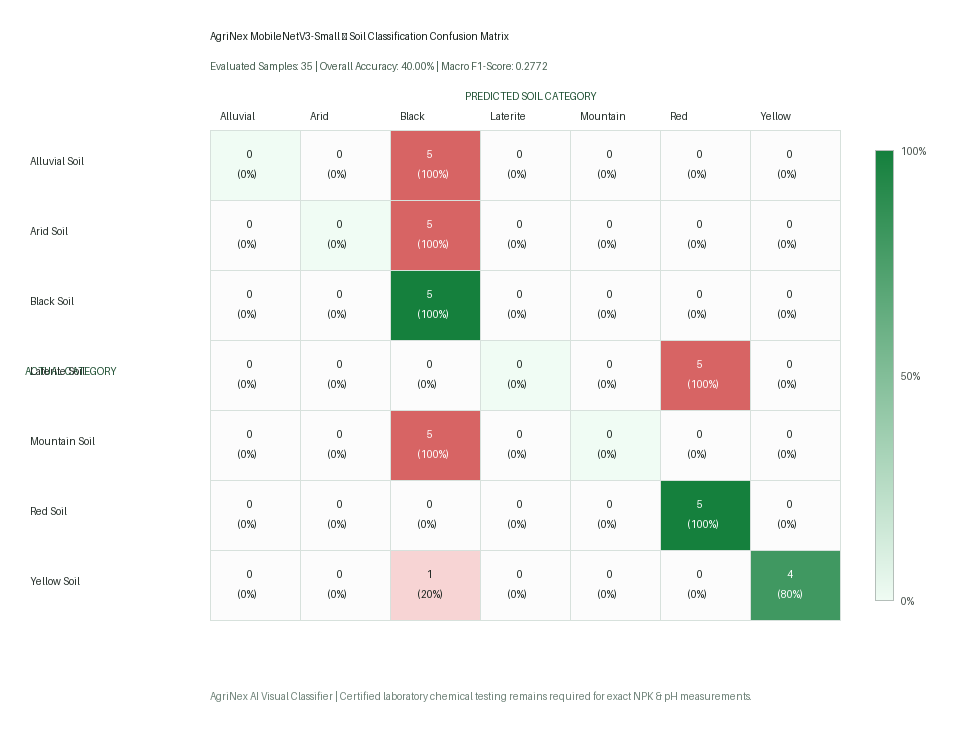 AgriNex MobileNetV3-Small Soil Classification Confusion Matrix
Evaluated Samples: 35 | Overall Accuracy: 40.00% | Macro F1-Score: 0.2772
PREDICTED SOIL CATEGORY
Alluvial Arid Black Laterite Mountain Red Yellow
100%
Alluvial Soil 0 0 5 0 0 0 0
(0%) (0%) (100%) (0%) (0%) (0%) (0%)
Arid Soil 0 0 5 0 0 0 0
(0%) (0%) (100%) (0%) (0%) (0%) (0%)
Black Soil 0 0 5 0 0 0 0
(0%) (0%) (100%) (0%) (0%) (0%) (0%)
Laterite Soil 0 0 0 0 0 5 0
(0%) (0%) (0%) (0%) (0%) (100%) (0%)
CATEGORY
50%
Mountain Soil 0 0 5 0 0 0 0
(0%) (0%) (100%) (0%) (0%) (0%) (0%)
Red Soil 0 0 0 0 0 5 0
(0%) (0%) (0%) (0%) (0%) (100%) (0%)
Yellow Soil 0 0 1 0 0 0 4
(0%) (0%) (20%) (0%) (0%) (0%) (80%)
0%
AgriNex AI Visual Classifier | Certified laboratory chemical testing remains required for exact NPK & pH measurements.